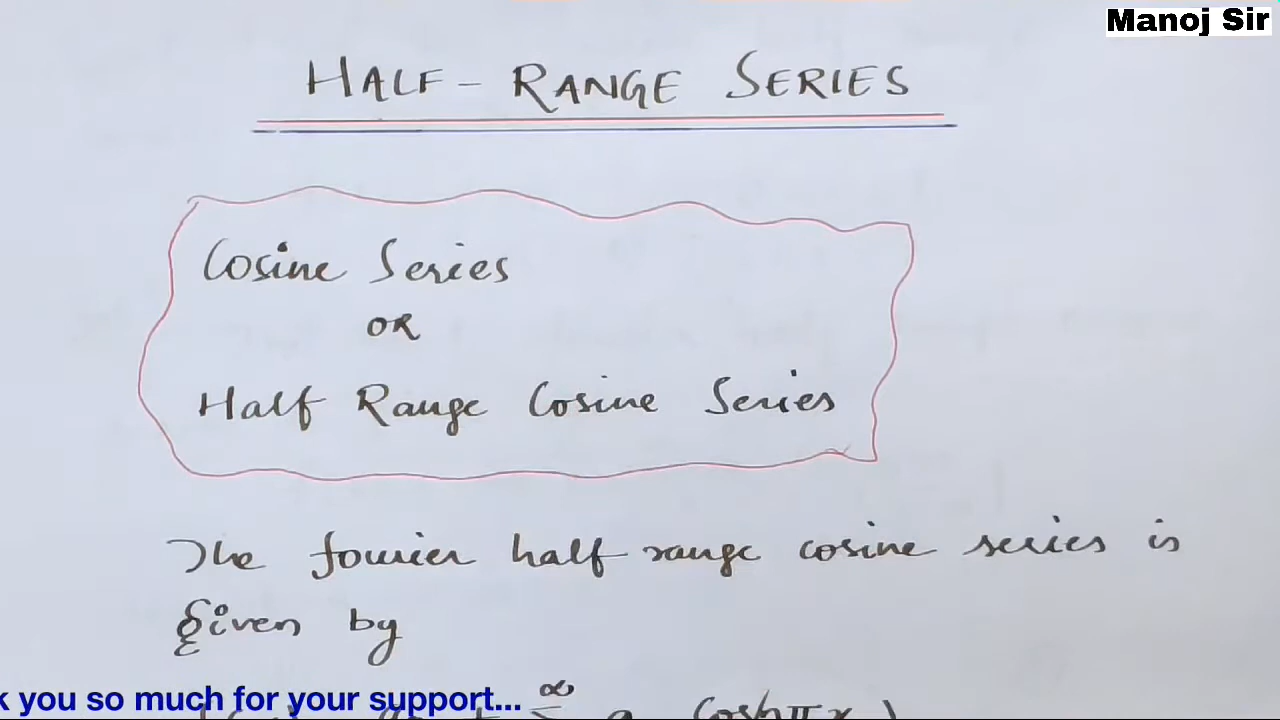 Manoj Sir
HALF-RANGE SERIES
Cosine Series
OR
Half Range Cosine Series
The fourier half range cosine series is
given by
k you so much for your support...